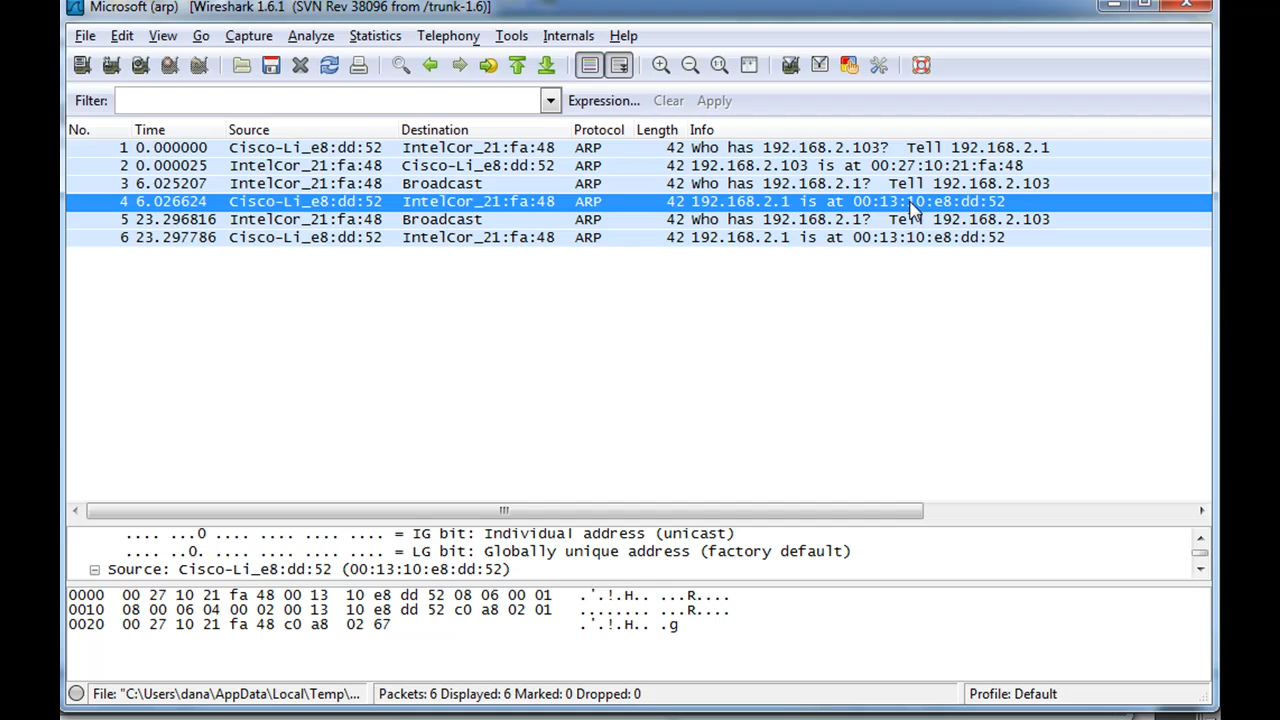 Microsoft (arp) [Wireshark 1.6.1 (SVN Rev 38096 from /trunk-1.6)]
File Edit View Go Capture Analyze Statistics Telephony Tools Internals Help
Filter: Expression... Clear Apply
No. Time Source Destination Protocol Length Info
1 0.000000 Cisco-Li_e8:dd:52 IntelCor_21:fa:48 ARP 42 Who has 192.168.2.103? Tell 192.168.2.1
2 0.000025 IntelCor_21:fa:48 Cisco-Li_e8:dd:52 ARP 42 192.168.2.103 is at 00:27:10:21:fa:48
3 6.025207 IntelCor_21:fa:48 Broadcast ARP 42 Who has 192.168.2.1? Tell 192.168.2.103
4 6.026624 Cisco-Li_e8:dd:52 IntelCor_21:fa:48 ARP 42 192.168.2.1 is at 00:13:10:e8:dd:52
5 23.296816 IntelCor_21:fa:48 Broadcast ARP 42 Who has 192.168.2.1? Tell 192.168.2.103
6 23.297786 Cisco-Li_e8:dd:52 IntelCor_21:fa:48 ARP 42 192.168.2.1 is at 00:13:10:e8:dd:52
.... ...0 .... .... .... .... = IG bit: Individual address (unicast)
.... ..0. .... .... .... .... = LG bit: Globally unique address (factory default)
Source: Cisco-Li_e8:dd:52 (00:13:10:e8:dd:52)
0000 00 27 10 21 fa 48 00 13 10 e8 dd 52 08 06 00 01 .'.!.H.. ...R....
0010 08 00 06 04 00 02 00 13 10 e8 dd 52 c0 a8 02 01 ........ ...R....
0020 00 27 10 21 fa 48 c0 a8 02 67 .'.!.H.. .g
File: "C:\Users\dana\AppData\Local\Temp\... Packets: 6 Displayed: 6 Marked: 0 Dropped: 0 Profile: Default